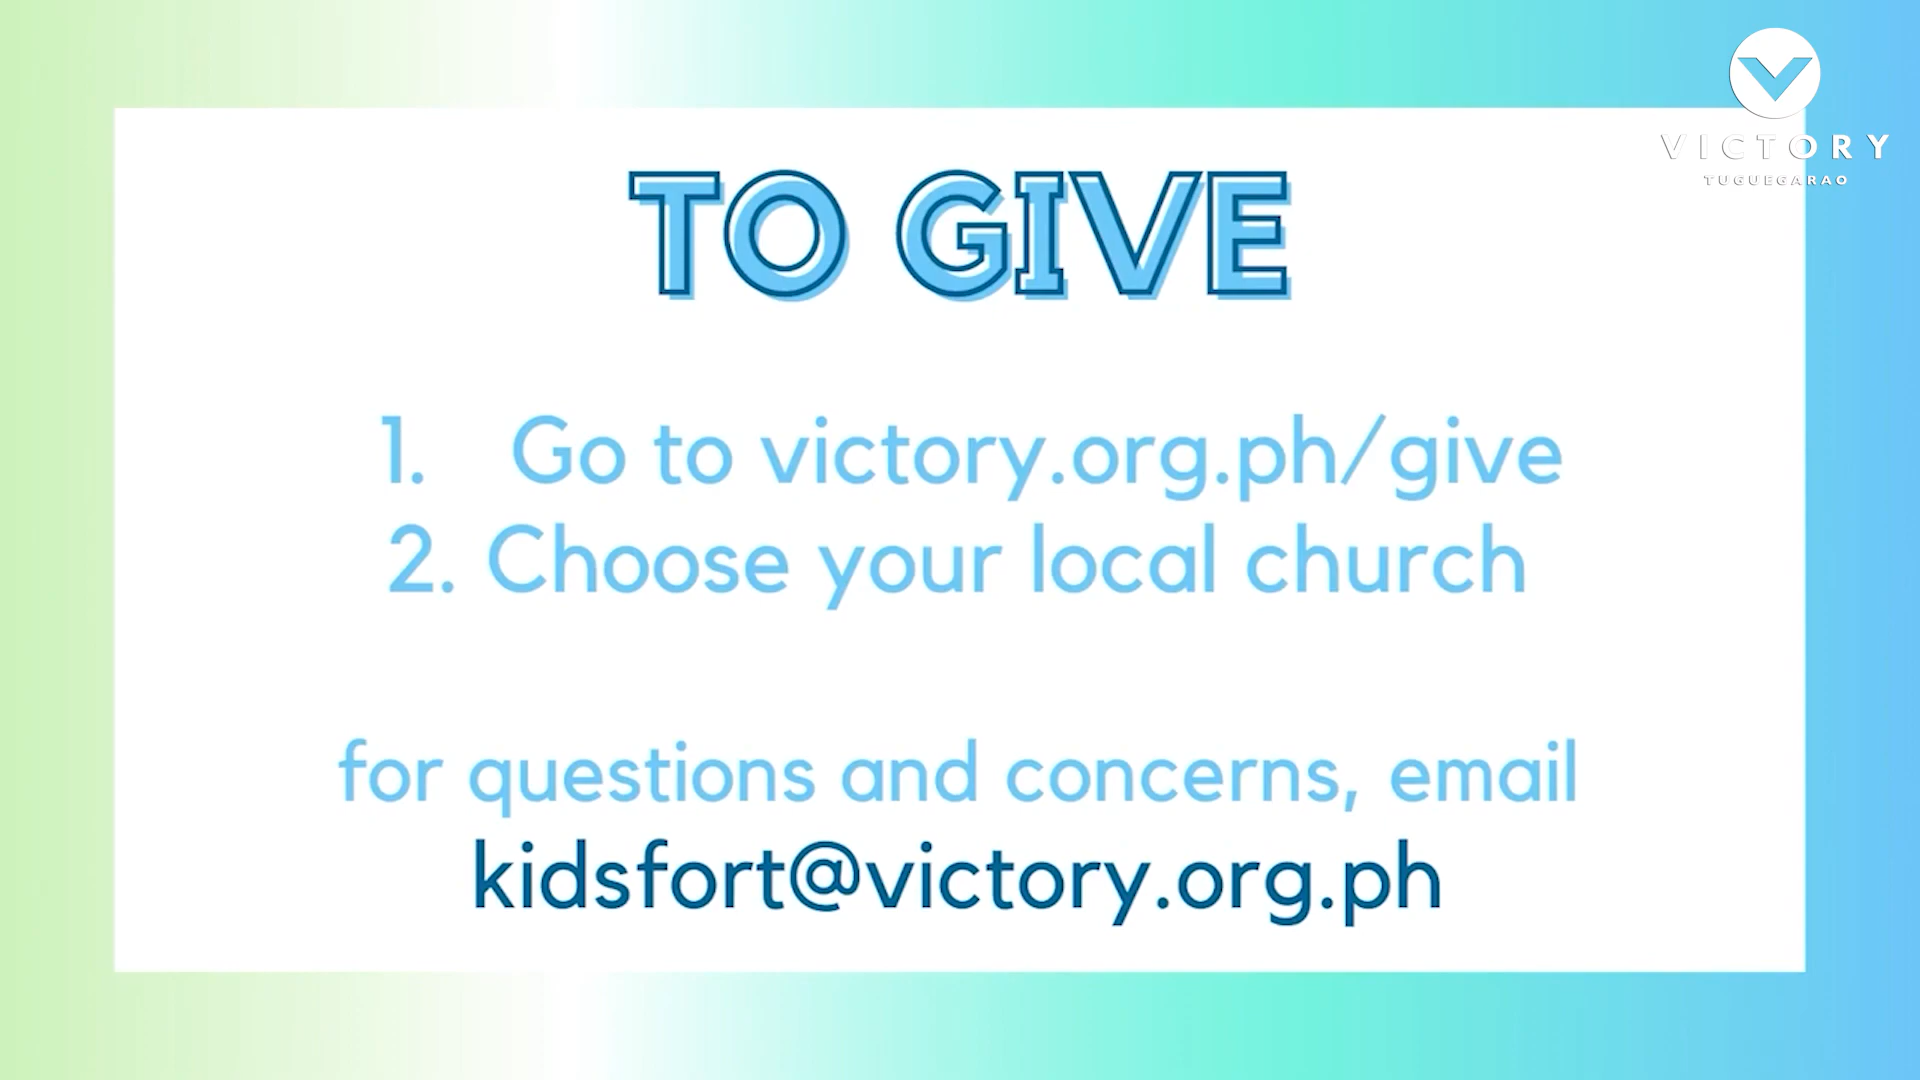 VICTORY
TUGUEGARAO
TO GIVE
1. Go to victory.org.ph/give
2. Choose your local church
for questions and concerns, email
kidsfort@victory.org.ph